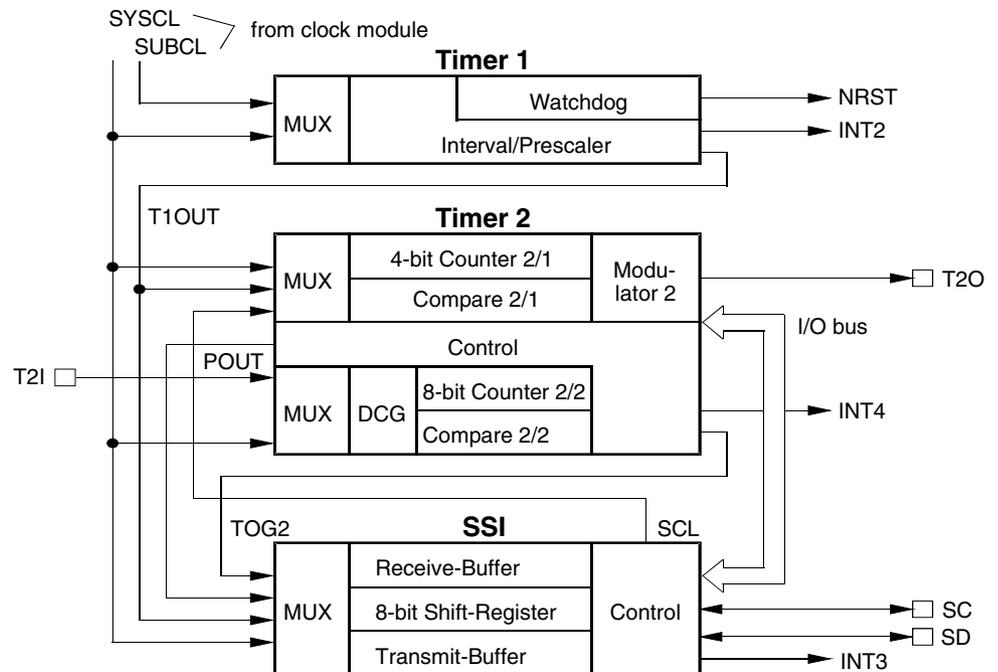 SYSCL
from clock module
SUBCL
Timer 1
Watchdog
NRST
MUX
INT2
Interval/Prescaler
T1OUT
Timer 2
4-bit Counter 2/1
MUX
Modu-
lator 2
T2O
Compare 2/1
I/O bus
Control
POUT
T2I
8-bit Counter 2/2
MUX
DCG
INT4
Compare 2/2
TOG2
SSI
SCL
Receive-Buffer
MUX
8-bit Shift-Register
Control
SC
SD
Transmit-Buffer
INT3